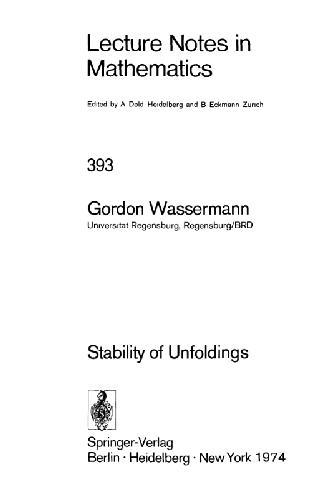 Lecture Notes in
Mathematics
Edited by A Dold Heidelberg and B Eckmann Zurich
393
Gordon Wassermann
Universität Regensburg, Regensburg/BRD
Stability of Unfoldings
Springer-Verlag
Berlin · Heidelberg · New York 1974